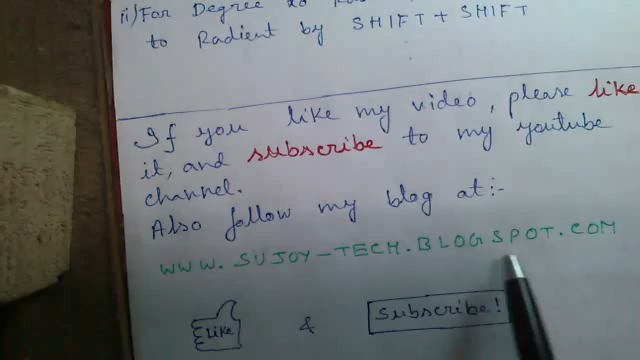 ii) For Degree to
to Radient by SHIFT + SHIFT
If you like my video, please like
it, and subscribe to my youtube
channel.
Also follow my blog at:-
WWW.SUJOY-TECH.BLOGSPOT.COM
Like & Subscribe!